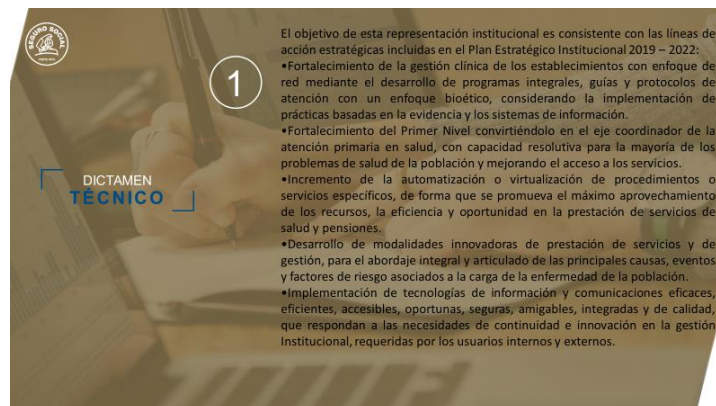 SEGURO SOCIAL
1
DICTAMEN
TÉCNICO
El objetivo de esta representación institucional es consistente con las líneas de
acción estratégicas incluidas en el Plan Estratégico Institucional 2019 – 2022:
•Fortalecimiento de la gestión clínica de los establecimientos con enfoque de
red mediante el desarrollo de programas integrales, guías y protocolos de
atención con un enfoque bioético, considerando la implementación de
prácticas basadas en la evidencia y los sistemas de información.
•Fortalecimiento del Primer Nivel convirtiéndolo en el eje coordinador de la
atención primaria en salud, con capacidad resolutiva para la mayoría de los
problemas de salud de la población y mejorando el acceso a los servicios.
•Incremento de la automatización o virtualización de procedimientos o
servicios específicos, de forma que se promueva el máximo aprovechamiento
de los recursos, la eficiencia y oportunidad en la prestación de servicios de
salud y pensiones.
•Desarrollo de modalidades innovadoras de prestación de servicios y de
gestión, para el abordaje integral y articulado de las principales causas, eventos
y factores de riesgo asociados a la carga de la enfermedad de la población.
•Implementación de tecnologías de información y comunicaciones eficaces,
eficientes, accesibles, oportunas, seguras, amigables, integradas y de calidad,
que respondan a las necesidades de continuidad e innovación en la gestión
Institucional, requeridas por los usuarios internos y externos.